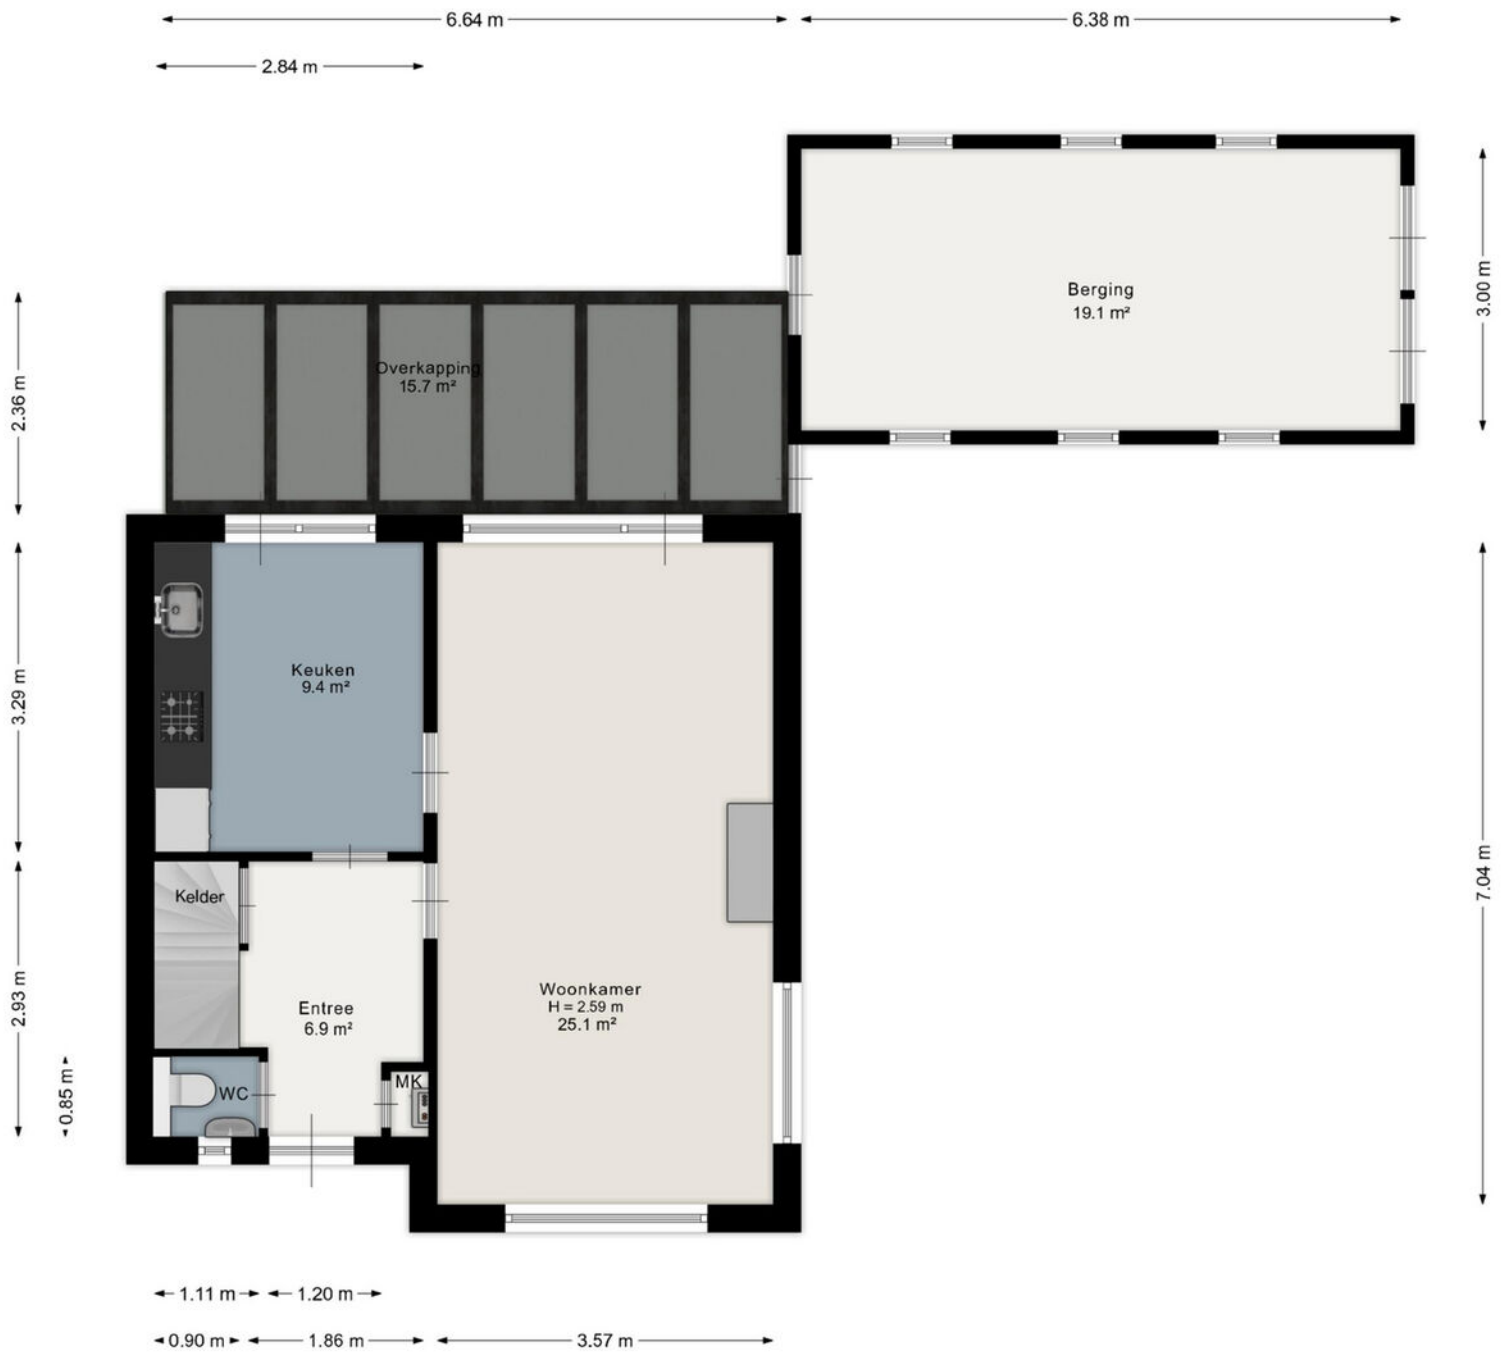 6.64 m
6.38 m
2.84 m
Berging
19.1 m²
3.00 m
Overkapping
15.7 m²
2.36 m
Keuken
9.4 m²
3.29 m
7.04 m
Kelder
2.93 m
Woonkamer
H = 2.59 m
25.1 m²
Entree
6.9 m²
MK
WC
0.85 m
1.11 m
1.20 m
0.90 m
1.86 m
3.57 m